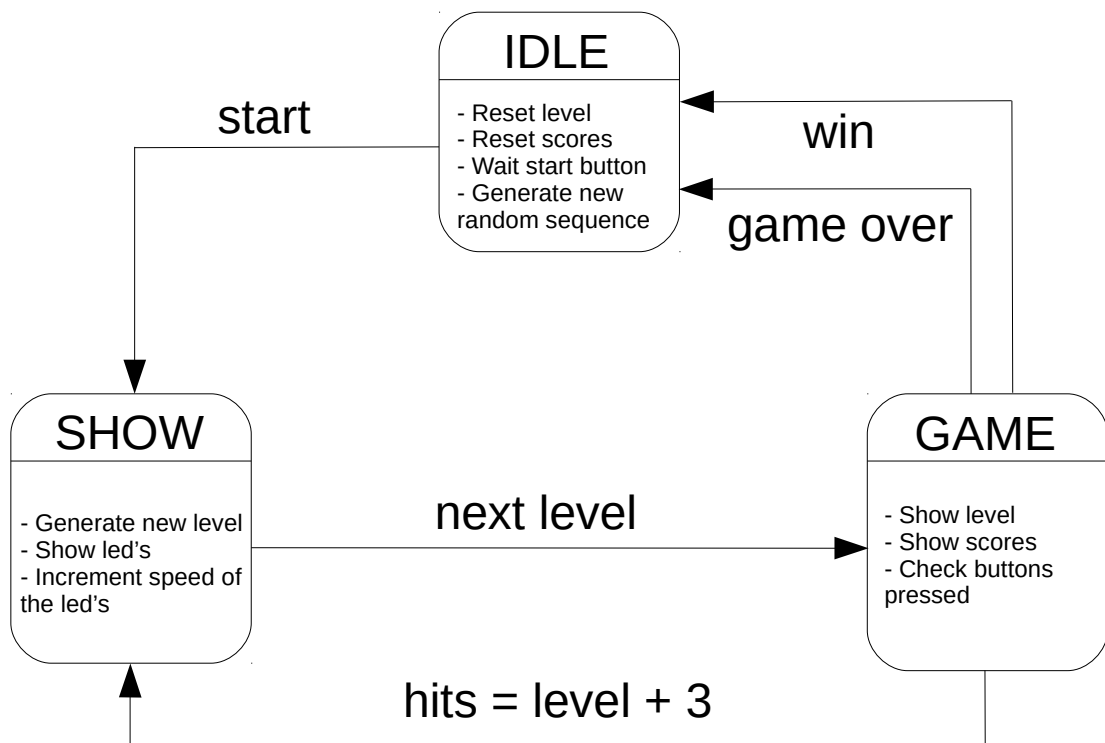 IDLE
- Reset level
- Reset scores
- Wait start button
- Generate new
random sequence
start
win
game over
SHOW
- Generate new level
- Show led's
- Increment speed of
the led's
next level
GAME
- Show level
- Show scores
- Check buttons
pressed
hits = level + 3